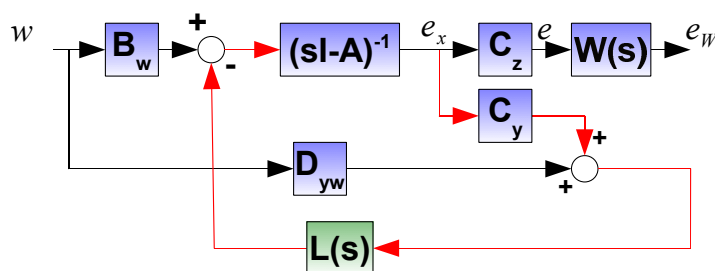 w
B_w
+
-
(sI-A)^-1
e_x
C_z
e
W(s)
e_W
C_y
+
D_yw
+
L(s)